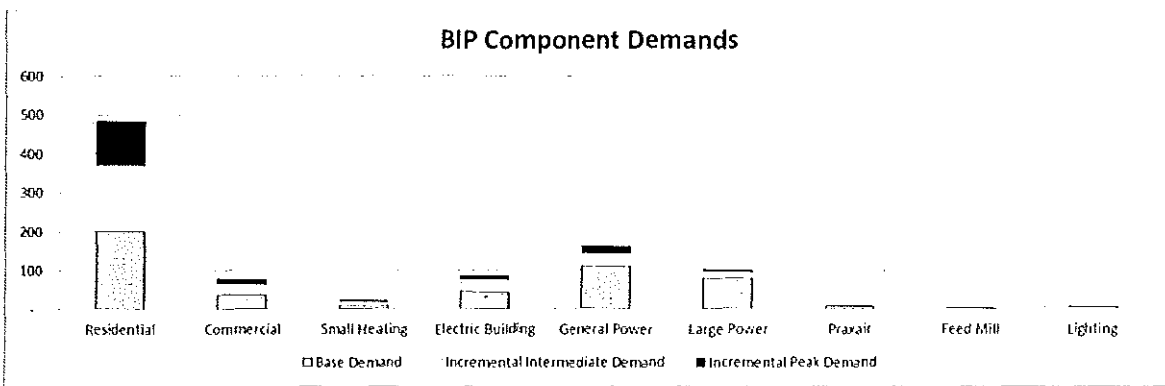 BIP Component Demands
600
500
400
300
200
100
-
Residential Commercial Small Heating Electric Building General Power Large Power Praxair Feed Mill Lighting
Base Demand Incremental Intermediate Demand Incremental Peak Demand